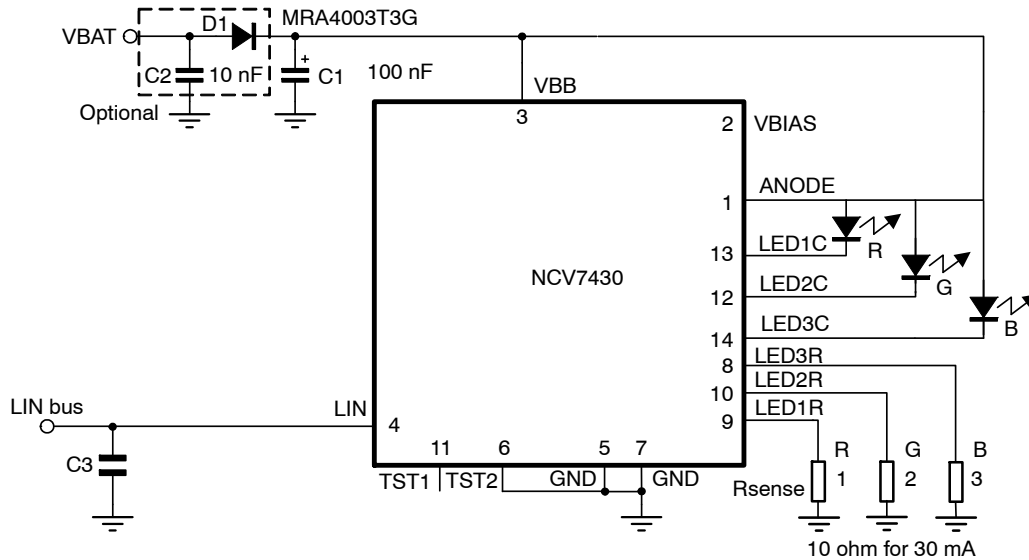 D1
MRA4003T3G
VBAT
C2
10 nF
C1
100 nF
Optional
+
VBB
3
2
VBIAS
1
ANODE
13
LED1C
R
NCV7430
12
LED2C
G
14
LED3C
B
8
LED3R
10
LED2R
9
LED1R
LIN bus
LIN
4
C3
11
6
5
7
TST1
TST2
GND
GND
Rsense
R
1
G
2
B
3
10 ohm for 30 mA